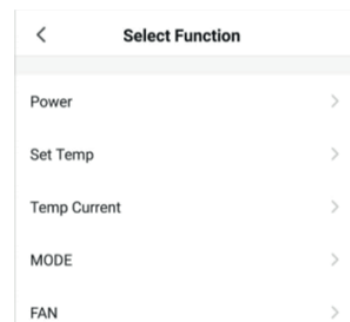 Select Function
Power
Set Temp
Temp Current
MODE
FAN